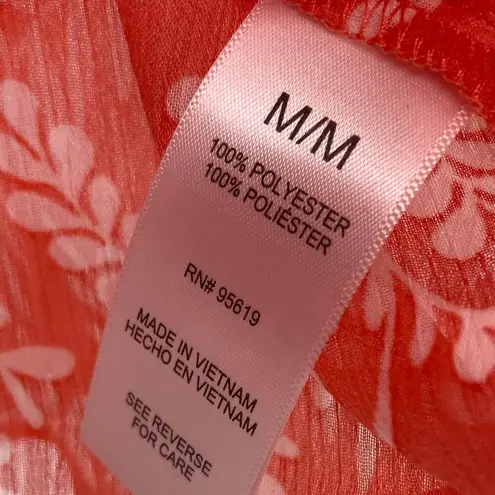 M/M
100% POLYESTER
100% POLIÉSTER
RN# 95619
MADE IN VIETNAM
HECHO EN VIETNAM
SEE REVERSE
FOR CARE